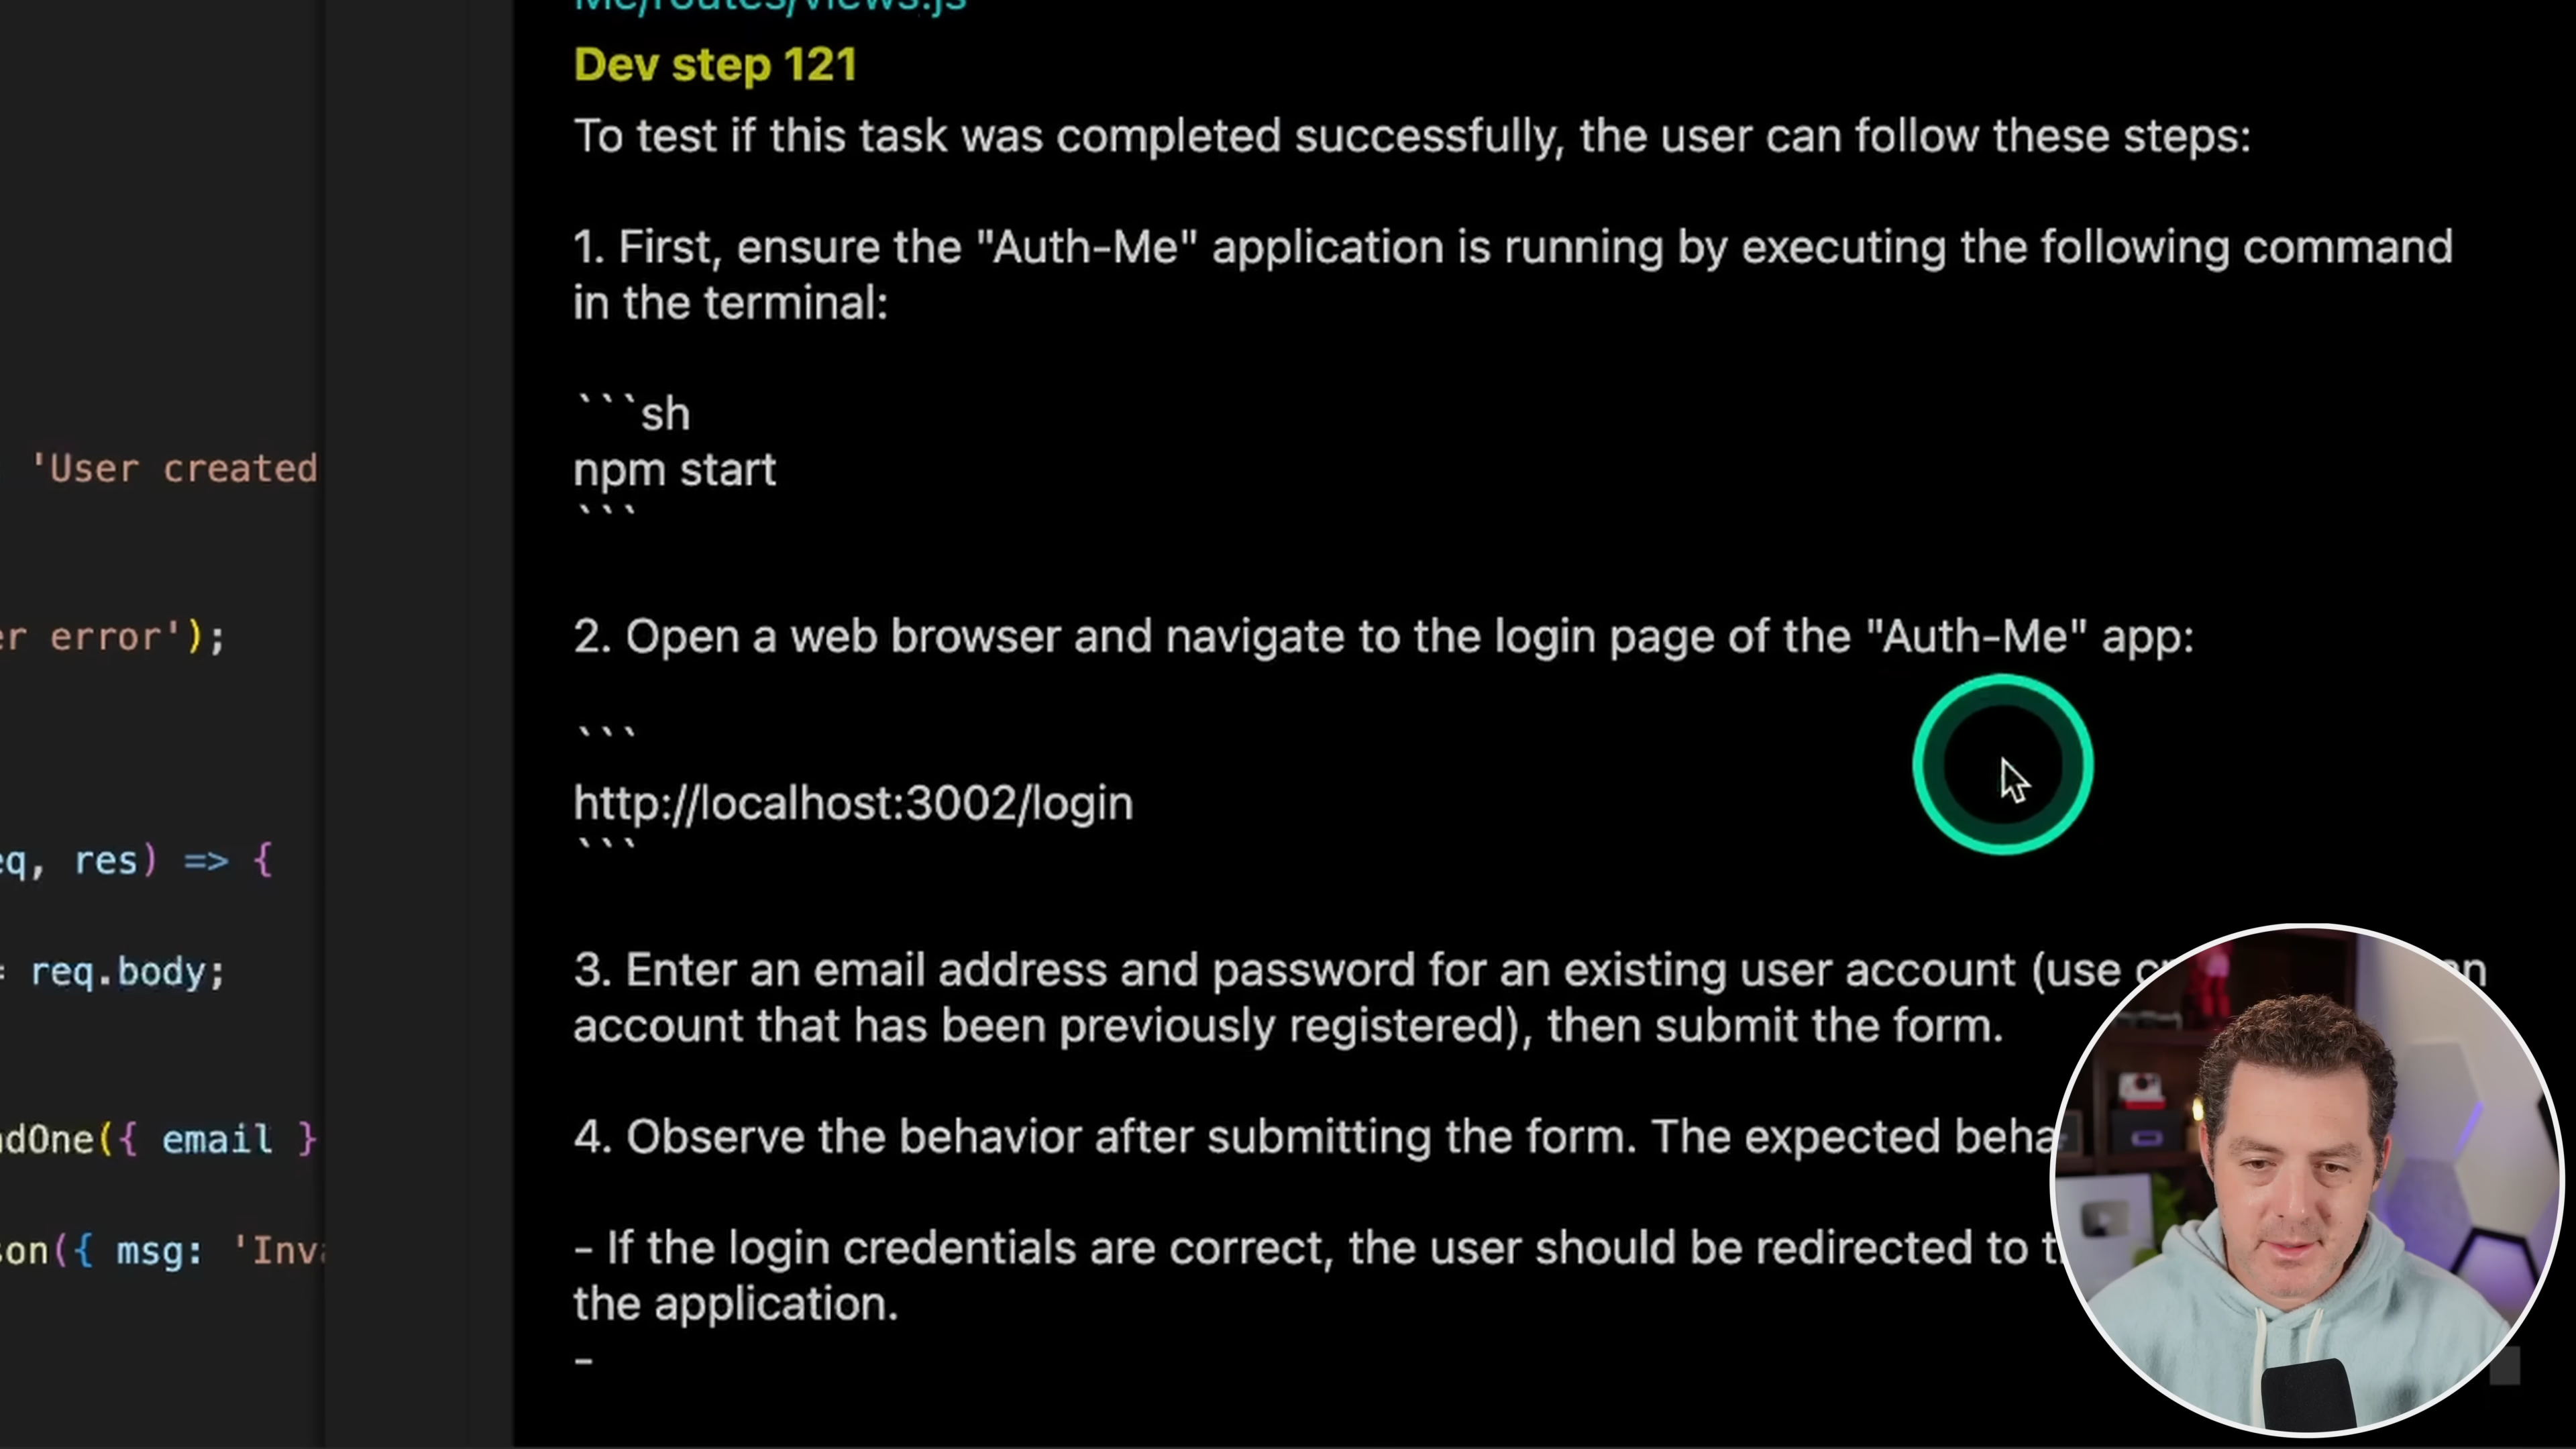 Me/routes/views.js
Dev step 121
To test if this task was completed successfully, the user can follow these steps:
1. First, ensure the "Auth-Me" application is running by executing the following command
in the terminal:
```sh
npm start
```
2. Open a web browser and navigate to the login page of the "Auth-Me" app:
```
http://localhost:3002/login
```
3. Enter an email address and password for an existing user account (use
account that has been previously registered), then submit the form.
4. Observe the behavior after submitting the form. The expected beha
- If the login credentials are correct, the user should be redirected to
the application.
-
'User created
er error');
eq, res) => {
= req.body;
ndOne({ email }
son({ msg: 'Inva